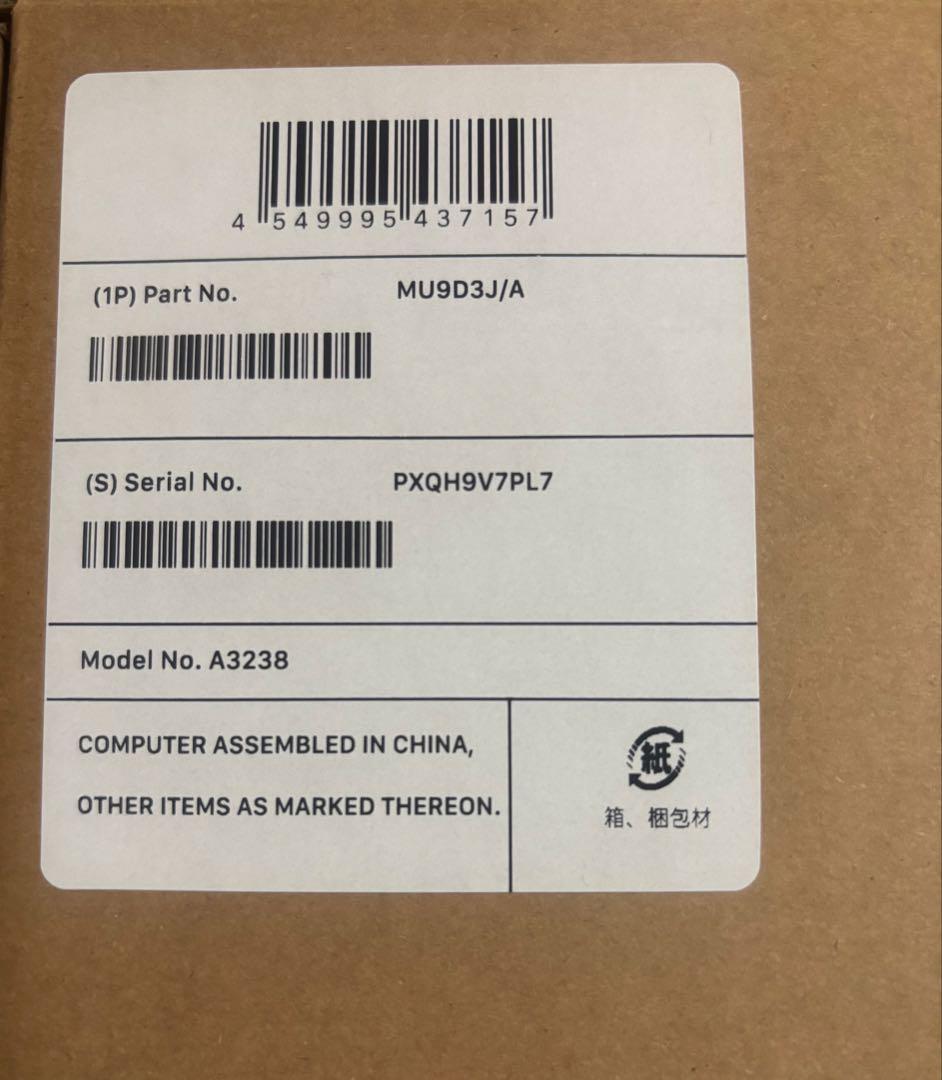 4 549995 437157
(1P) Part No. MU9D3J/A
(S) Serial No. PXQH9V7PL7
Model No. A3238
COMPUTER ASSEMBLED IN CHINA,
OTHER ITEMS AS MARKED THEREON.
紙
箱、梱包材